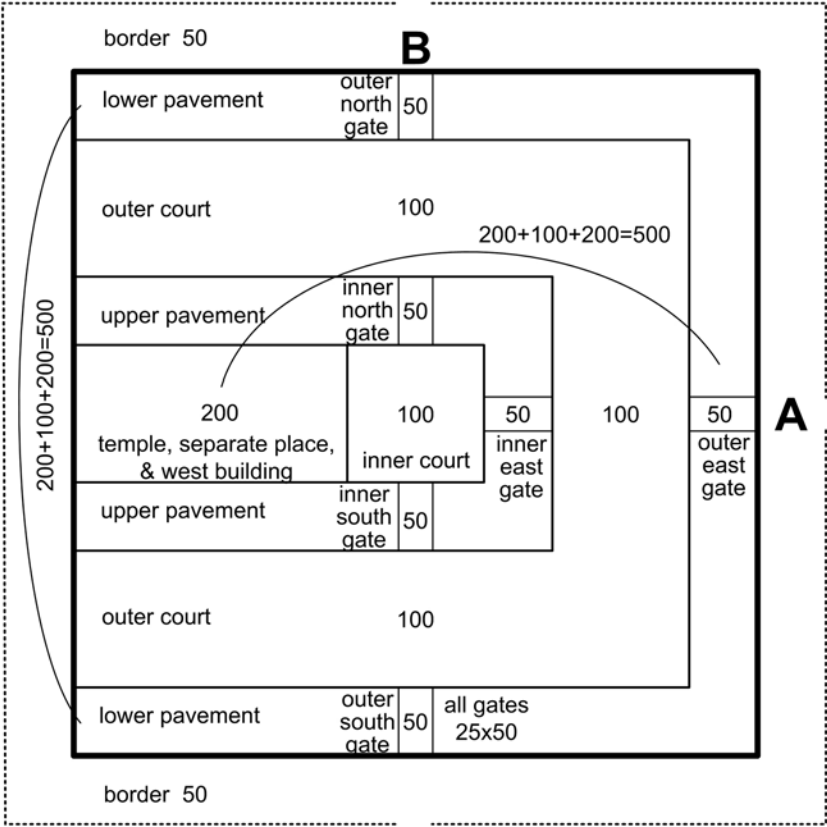 border 50
B
lower pavement
outer
north
gate
50
outer court
100
200+100+200=500
200+100+200=500
upper pavement
inner
north
gate
50
200
temple, separate place,
& west building
100
inner court
50
inner
east
gate
100
50
outer
east
gate
A
upper pavement
inner
south
gate
50
outer court
100
lower pavement
outer
south
gate
50
all gates
25x50
border 50